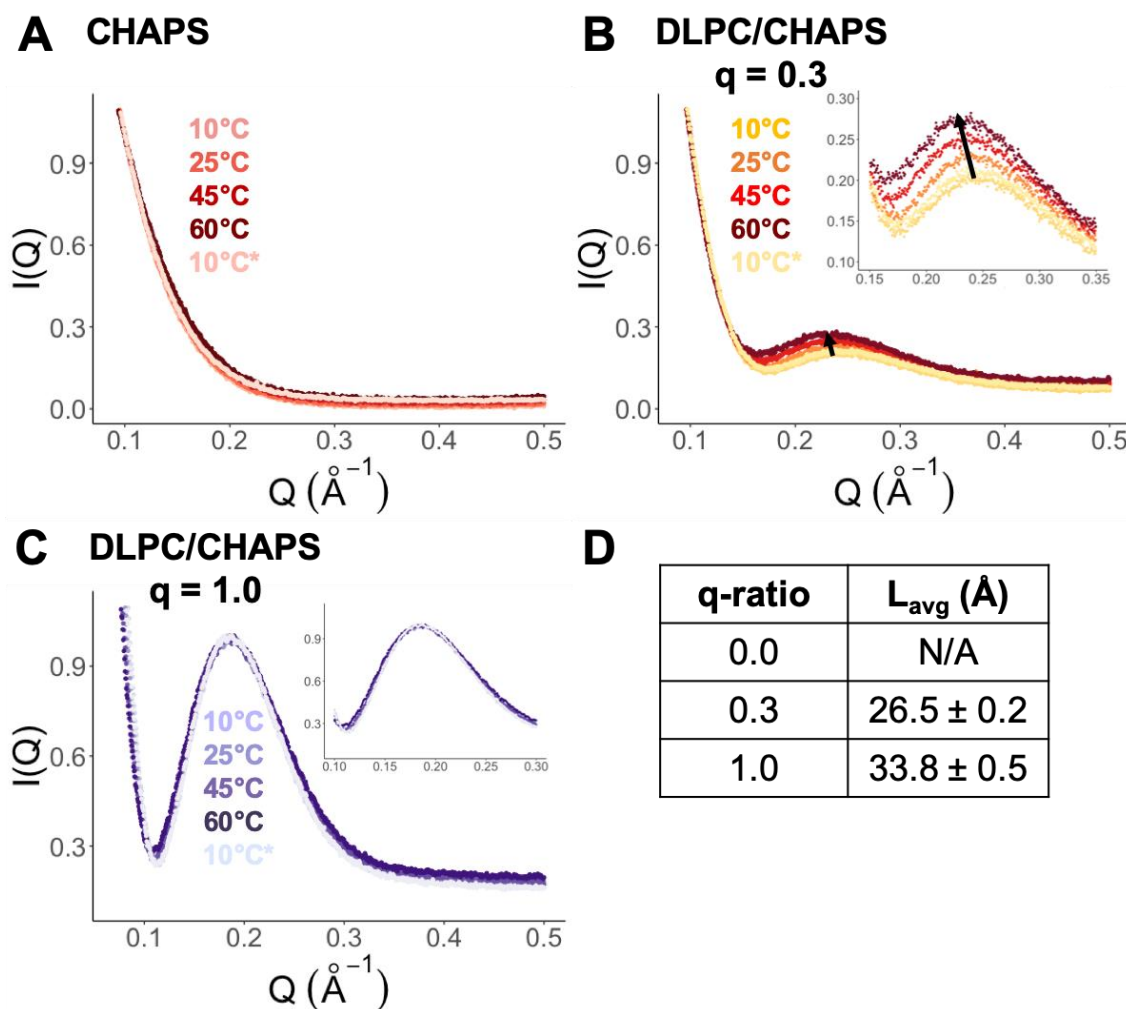 A CHAPS
I(Q)
0.9
0.6
0.3
0.0
10°C
25°C
45°C
60°C
10°C*
0.1 0.2 0.3 0.4 0.5
Q (Å⁻¹)
B DLPC/CHAPS
q = 0.3
I(Q)
0.9
0.6
0.3
0.0
10°C
25°C
45°C
60°C
10°C*
0.30
0.25
0.20
0.15
0.10
0.15 0.20 0.25 0.30 0.35
0.1 0.2 0.3 0.4 0.5
Q (Å⁻¹)
C DLPC/CHAPS
q = 1.0
I(Q)
0.9
0.6
0.3
10°C
25°C
45°C
60°C
10°C*
0.9
0.6
0.3
0.10 0.15 0.20 0.25 0.30
0.1 0.2 0.3 0.4 0.5
Q (Å⁻¹)
D
q-ratio Lavg (Å)
0.0 N/A
0.3 26.5 ± 0.2
1.0 33.8 ± 0.5